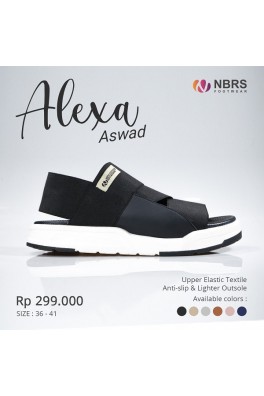 NBRS
FOOTWEAR
Alexa
Aswad
Upper Elastic Textile
Anti-slip & Lighter Outsole
Available colors :
Rp 299.000
SIZE : 36 - 41